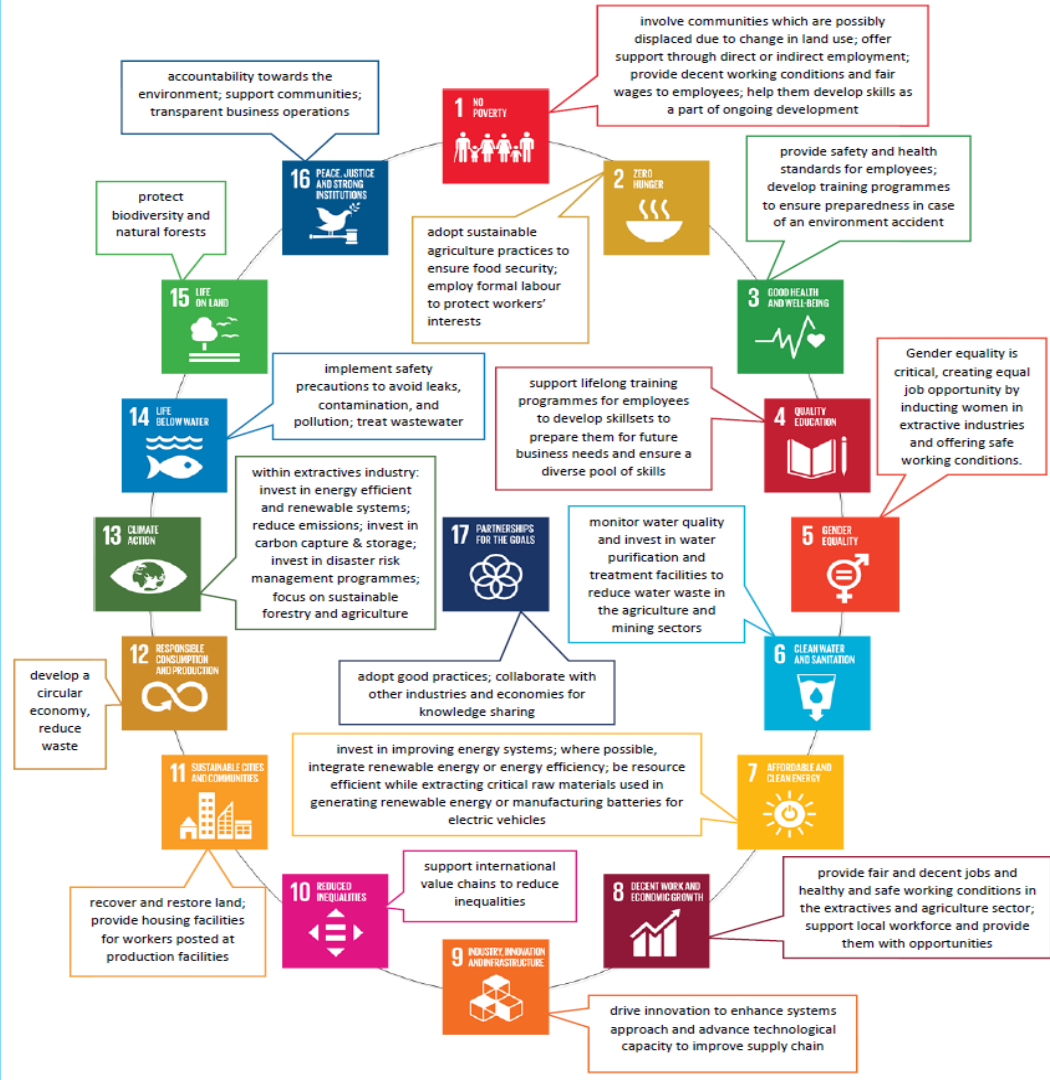 involve communities which are possibly
displaced due to change in land use; offer
support through direct or indirect employment;
provide decent working conditions and fair
wages to employees; help them develop skills as
a part of ongoing development
accountability towards the
environment; support communities;
transparent business operations
1 NO
POVERTY
16 PEACE, JUSTICE
AND STRONG
INSTITUTIONS
2 ZERO
HUNGER
provide safety and health
standards for employees;
develop training programmes
to ensure preparedness in case
of an environment accident
protect
biodiversity and
natural forests
adopt sustainable
agriculture practices to
ensure food security;
employ formal labour
to protect workers’
interests
15 LIFE
ON LAND
3 GOOD HEALTH
AND WELL-BEING
implement safety
precautions to avoid leaks,
contamination, and
pollution; treat wastewater
support lifelong training
programmes for employees
to develop skillsets to
prepare them for future
business needs and ensure a
diverse pool of skills
Gender equality is
critical, creating equal
job opportunity by
inducting women in
extractive industries
and offering safe
working conditions.
14 LIFE
BELOW WATER
4 QUALITY
EDUCATION
within extractives industry:
invest in energy efficient
and renewable systems;
reduce emissions; invest in
carbon capture & storage;
invest in disaster risk
management programmes;
focus on sustainable
forestry and agriculture
13 CLIMATE
ACTION
17 PARTNERSHIPS
FOR THE GOALS
monitor water quality
and invest in water
purification and
treatment facilities to
reduce water waste in
the agriculture and
mining sectors
5 GENDER
EQUALITY
12 RESPONSIBLE
CONSUMPTION
AND PRODUCTION
6 CLEAN WATER
AND SANITATION
develop a
circular
economy,
reduce
waste
adopt good practices; collaborate with
other industries and economies for
knowledge sharing
invest in improving energy systems; where possible,
integrate renewable energy or energy efficiency; be resource
efficient while extracting critical raw materials used in
generating renewable energy or manufacturing batteries for
electric vehicles
11 SUSTAINABLE CITIES
AND COMMUNITIES
7 AFFORDABLE AND
CLEAN ENERGY
support international
value chains to reduce
inequalities
10 REDUCED
INEQUALITIES
8 DECENT WORK AND
ECONOMIC GROWTH
provide fair and decent jobs and
healthy and safe working conditions in
the extractives and agriculture sector;
support local workforce and provide
them with opportunities
recover and restore land;
provide housing facilities
for workers posted at
production facilities
9 INDUSTRY, INNOVATION
AND INFRASTRUCTURE
drive innovation to enhance systems
approach and advance technological
capacity to improve supply chain